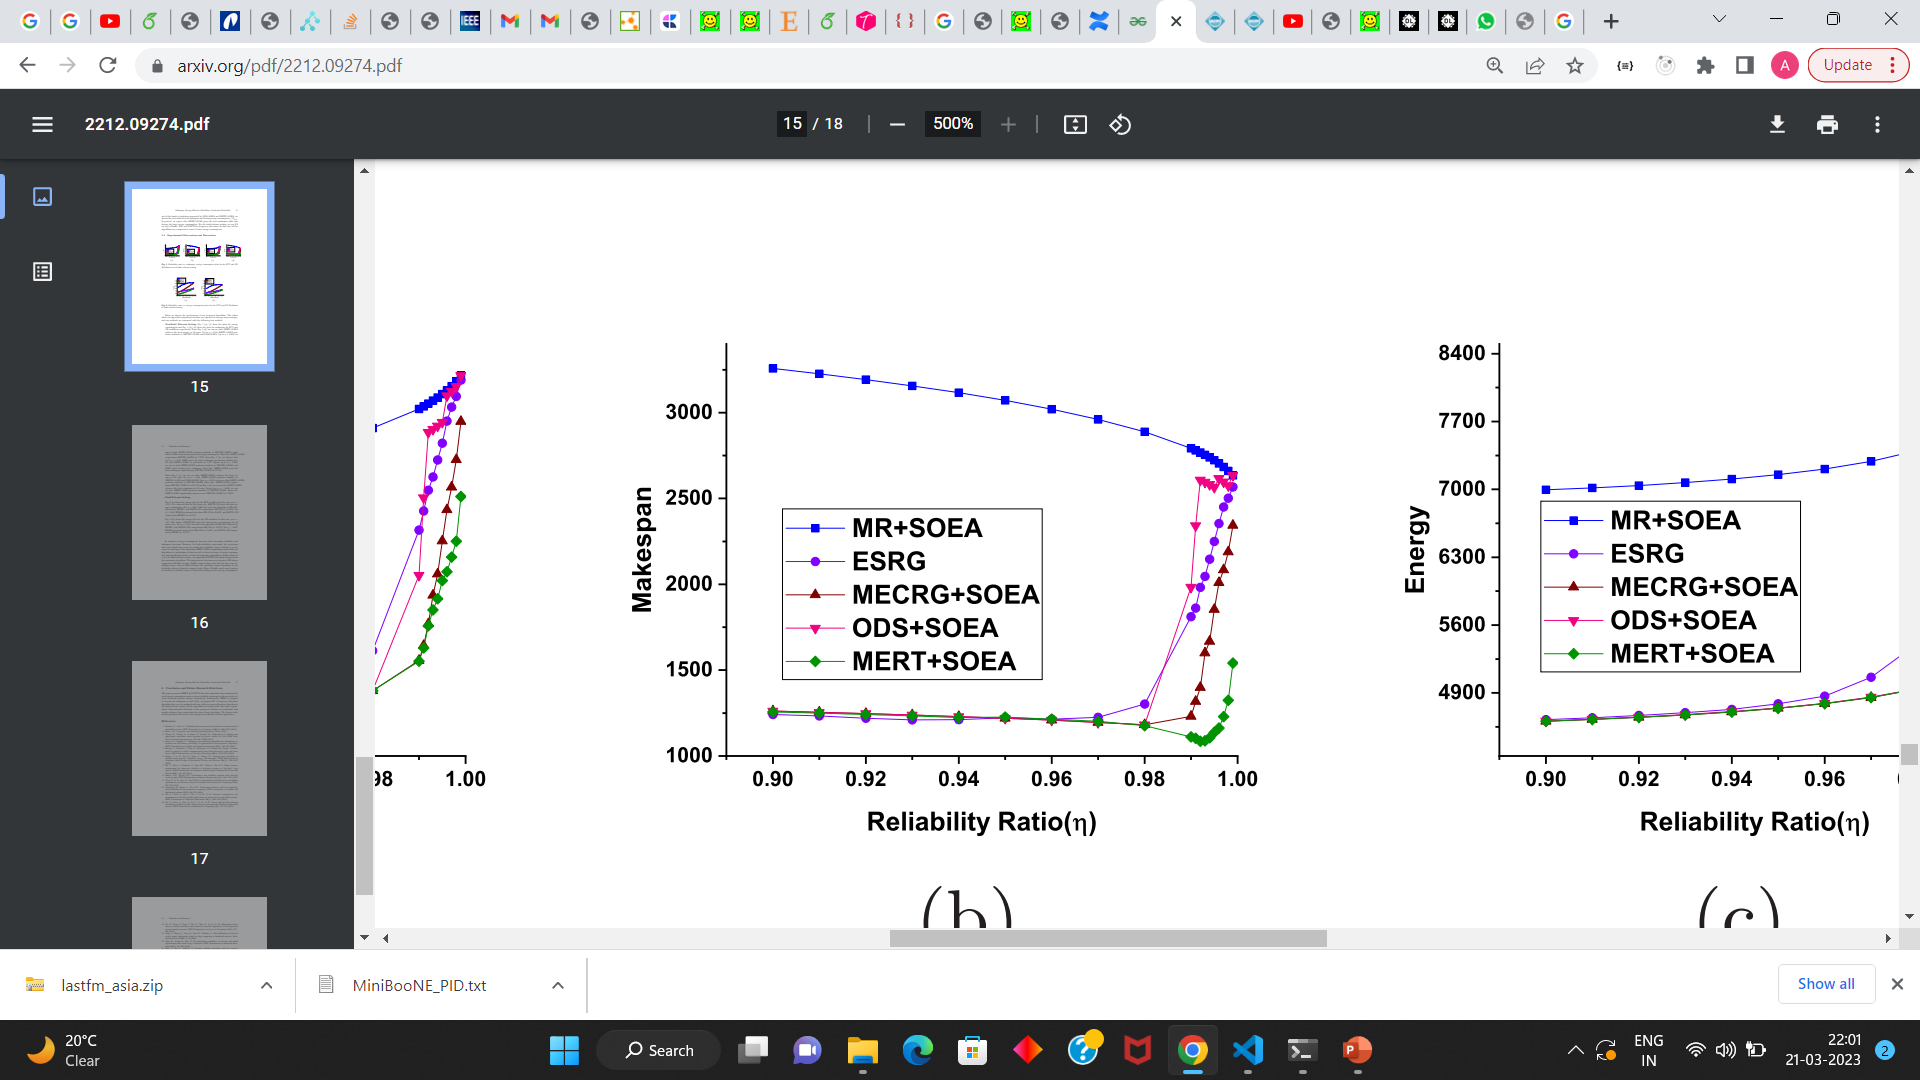 arxiv.org/pdf/2212.09274.pdf
A
Update
2212.09274.pdf
15 / 18
500%
15
16
17
98
1.00
Makespan
3000
2500
2000
1500
1000
MR+SOEA
ESRG
MECRG+SOEA
ODS+SOEA
MERT+SOEA
0.90 0.92 0.94 0.96 0.98 1.00
Reliability Ratio(η)
(b)
Energy
8400
7700
7000
6300
5600
4900
MR+SOEA
ESRG
MECRG+SOEA
ODS+SOEA
MERT+SOEA
0.90 0.92 0.94 0.96
Reliability Ratio(η)
(c)
lastfm_asia.zip
MiniBooNE_PID.txt
Show all
20°C
Clear
Search
ENG
IN
22:01
21-03-2023
2